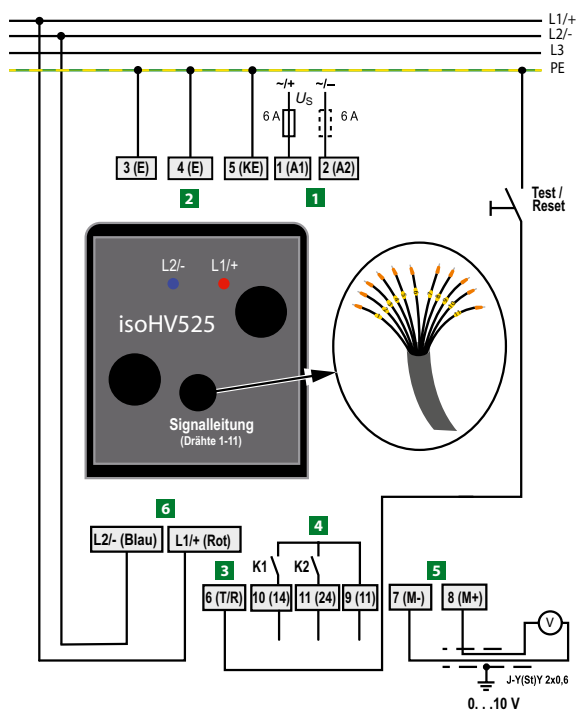 L1/+
L2/-
L3
PE
~/+
~/−
US
6 A
6 A
3 (E)
4 (E)
5 (KE)
1 (A1)
2 (A2)
2
1
Test /
Reset
L2/-
L1/+
isoHV525
Signalleitung
(Drähte 1-11)
6
L2/- (Blau)
L1/+ (Rot)
4
K1
K2
3
6 (T/R)
10 (14)
11 (24)
9 (11)
5
7 (M-)
8 (M+)
V
J-Y(St)Y 2x0,6
0. . .10 V